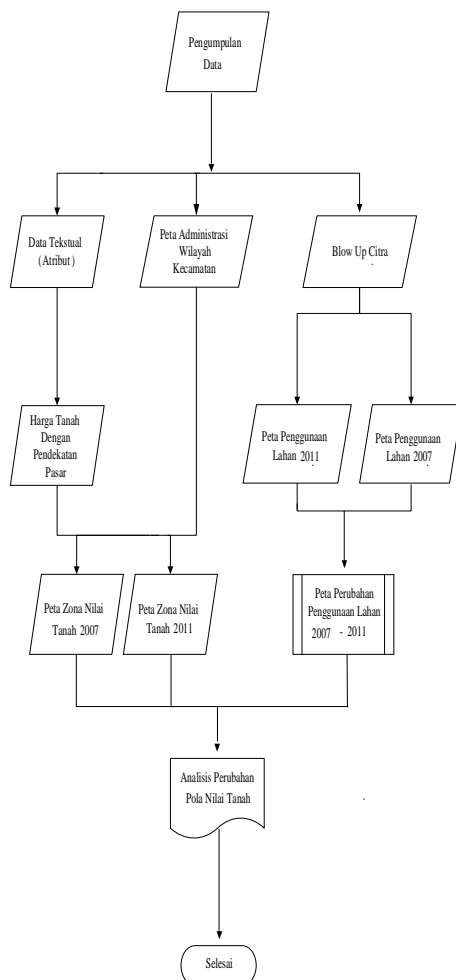 Pengumpulan
Data
Data Tekstual
(Atribut)
Peta Administrasi
Wilayah
Kecamatan
Blow Up Citra
Harga Tanah
Dengan
Pendekatan
Pasar
Peta Penggunaan
Lahan 2011
Peta Penggunaan
Lahan 2007
Peta Zona Nilai
Tanah 2007
Peta Zona Nilai
Tanah 2011
Peta Perubahan
Penggunaan Lahan
2007 - 2011
Analisis Perubahan
Pola Nilai Tanah
Selesai